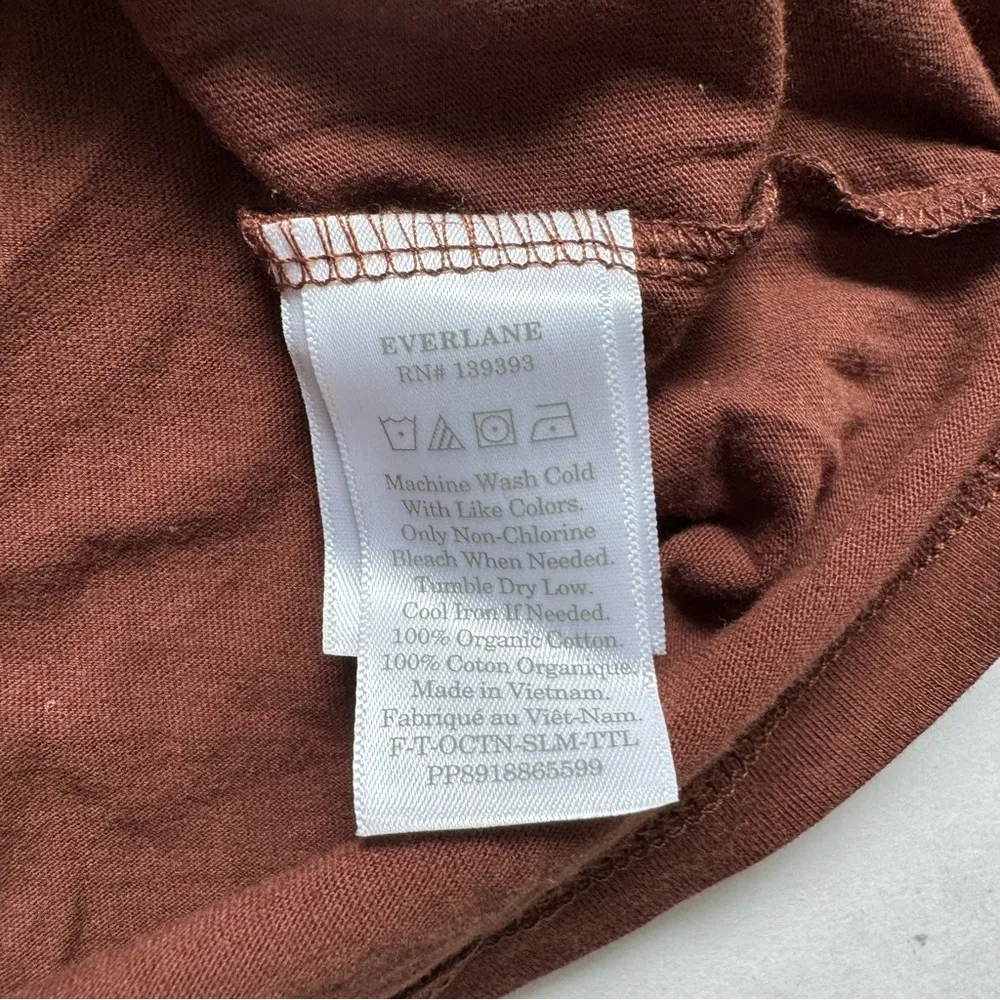 EVERLANE
RN# 139393
Machine Wash Cold
With Like Colors.
Only Non-Chlorine
Bleach When Needed.
Tumble Dry Low.
Cool Iron If Needed.
100% Organic Cotton.
100% Coton Organique.
Made in Vietnam.
Fabriqué au Viêt-Nam.
F-T-OCTN-SLM-TTL
PP8918865599